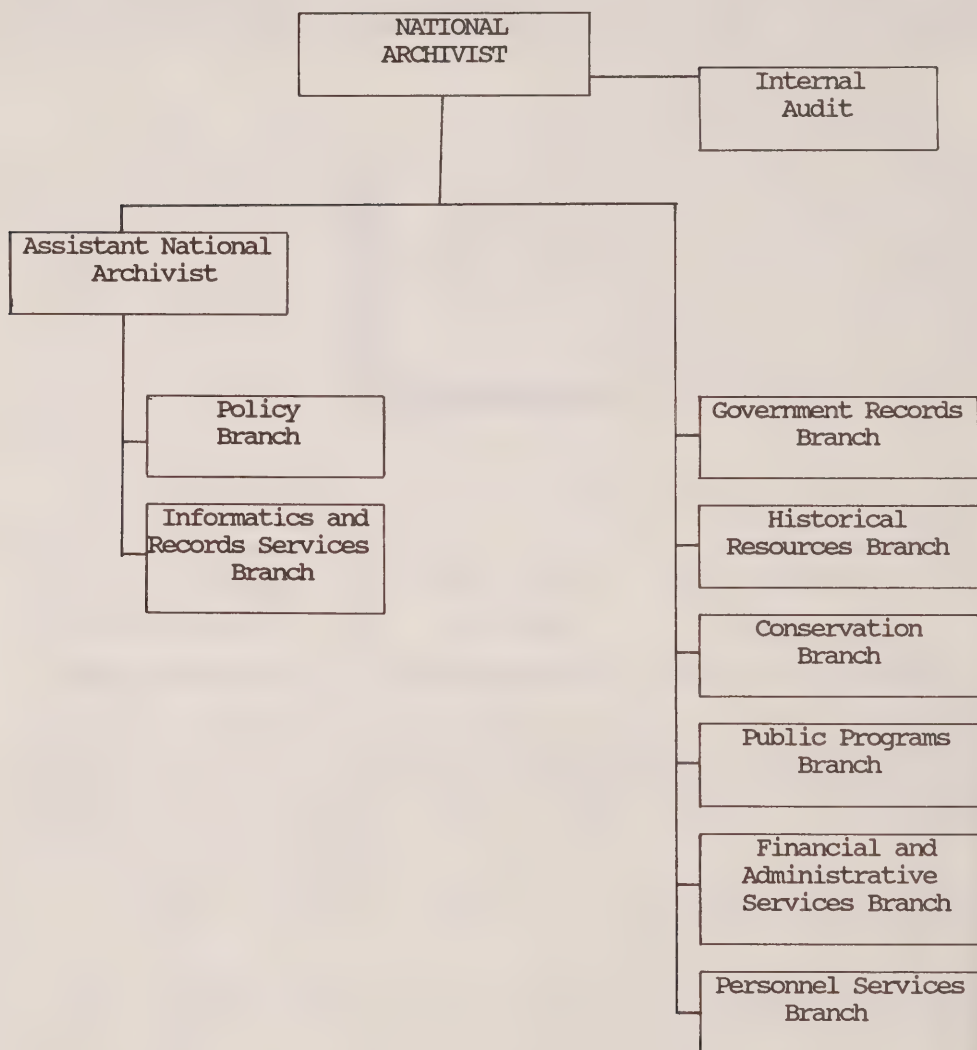 NATIONAL
ARCHIVIST
Internal
Audit
Assistant National
Archivist
Policy
Branch
Informatics and
Records Services
Branch
Government Records
Branch
Historical
Resources Branch
Conservation
Branch
Public Programs
Branch
Financial and
Administrative
Services Branch
Personnel Services
Branch